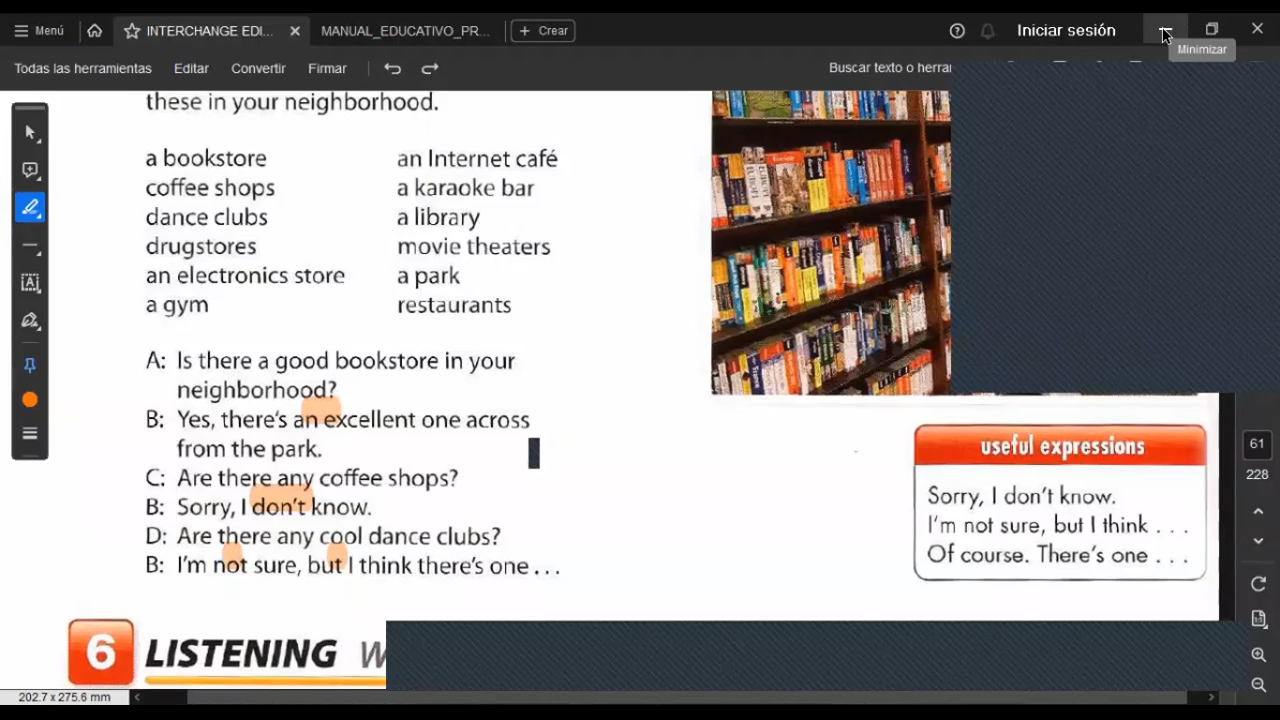 Menú
INTERCHANGE EDI...
MANUAL_EDUCATIVO_PR...
Crear
Iniciar sesión
Minimizar
Todas las herramientas
Editar
Convertir
Firmar
Buscar texto o herrar
these in your neighborhood.
a bookstore
coffee shops
dance clubs
drugstores
an electronics store
a gym
an Internet café
a karaoke bar
a library
movie theaters
a park
restaurants
A: Is there a good bookstore in your
neighborhood?
B: Yes, there's an excellent one across
from the park.
C: Are there any coffee shops?
B: Sorry, I don't know.
D: Are there any cool dance clubs?
B: I'm not sure, but I think there's one . . .
useful expressions
Sorry, I don't know.
I'm not sure, but I think . . .
Of course. There's one . . .
61
228
6 LISTENING W
202.7 x 275.6 mm